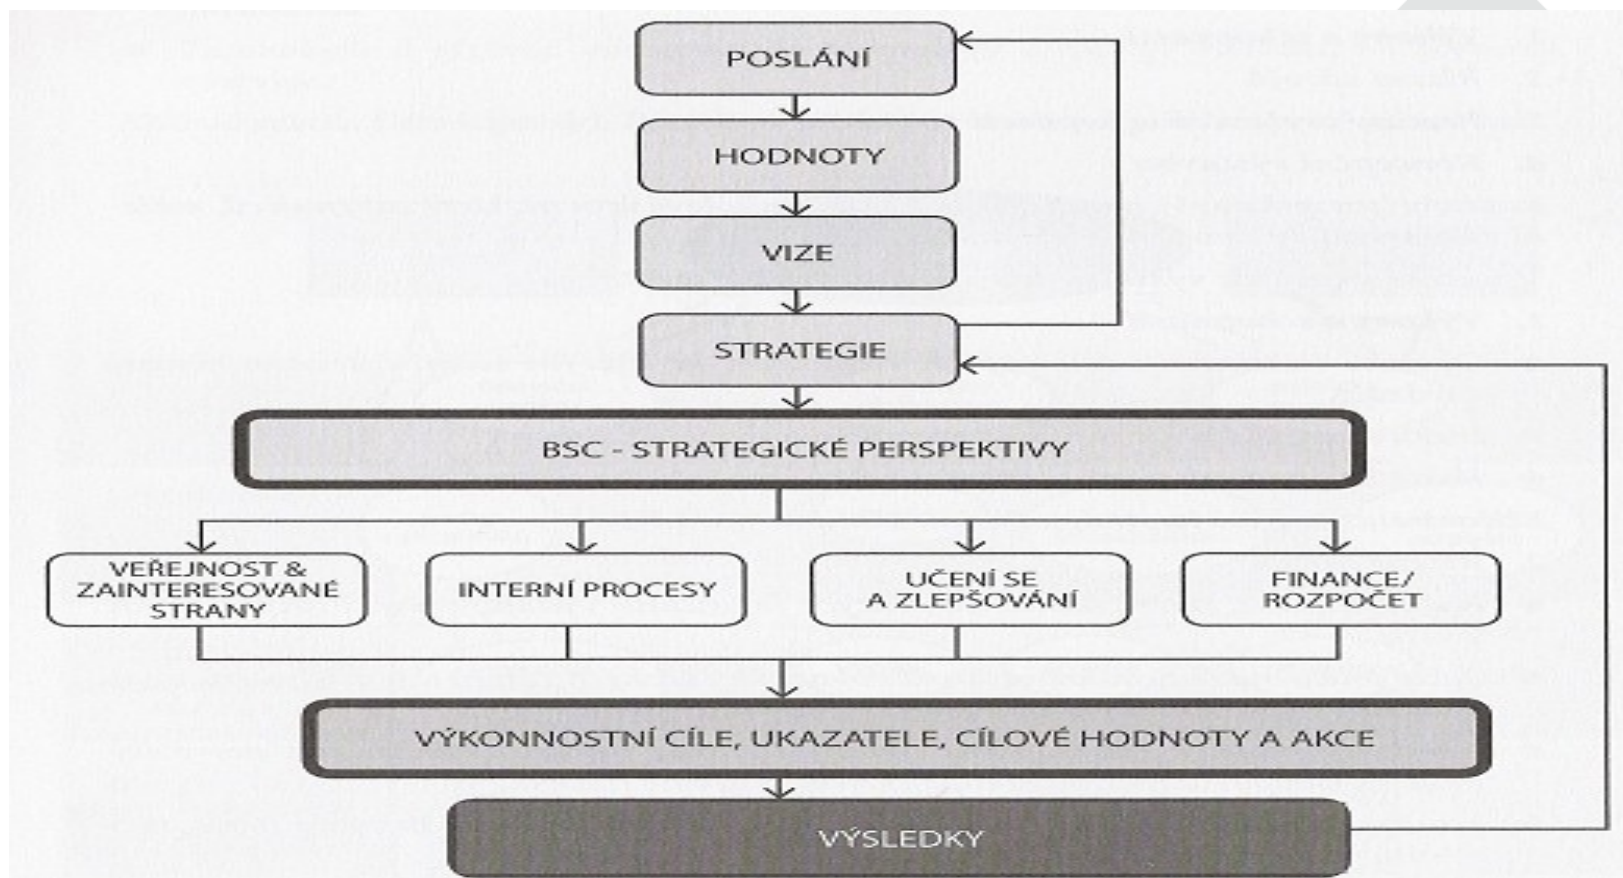 POSLÁNÍ
HODNOTY
VIZE
STRATEGIE
BSC - STRATEGICKÉ PERSPEKTIVY
VEŘEJNOST &
ZAINTERESOVANÉ
STRANY
INTERNÍ PROCESY
UČENÍ SE
A ZLEPŠOVÁNÍ
FINANCE/
ROZPOČET
VÝKONNOSTNÍ CÍLE, UKAZATELE, CÍLOVÉ HODNOTY A AKCE
VÝSLEDKY